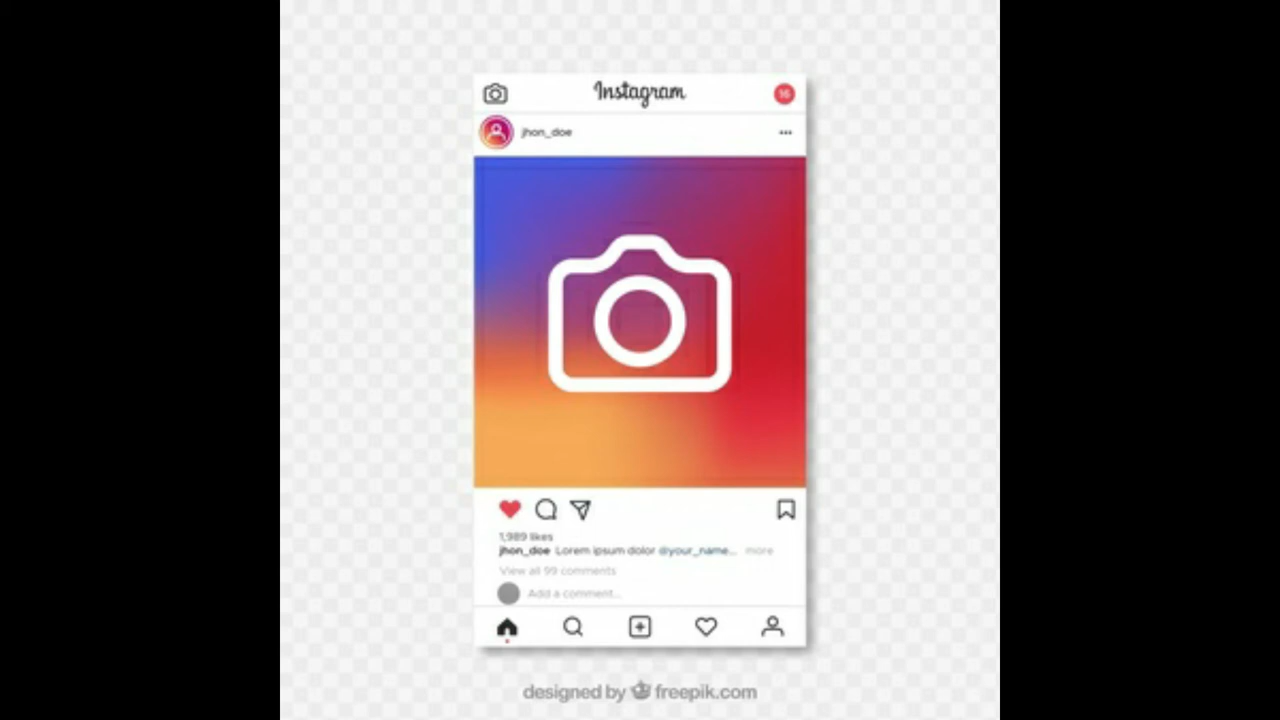 Instagram
16
jhon_doe
1,989 likes
jhon_doe Lorem ipsum dolor @your_name... more
View all 99 comments
Add a comment...
designed by freepik.com